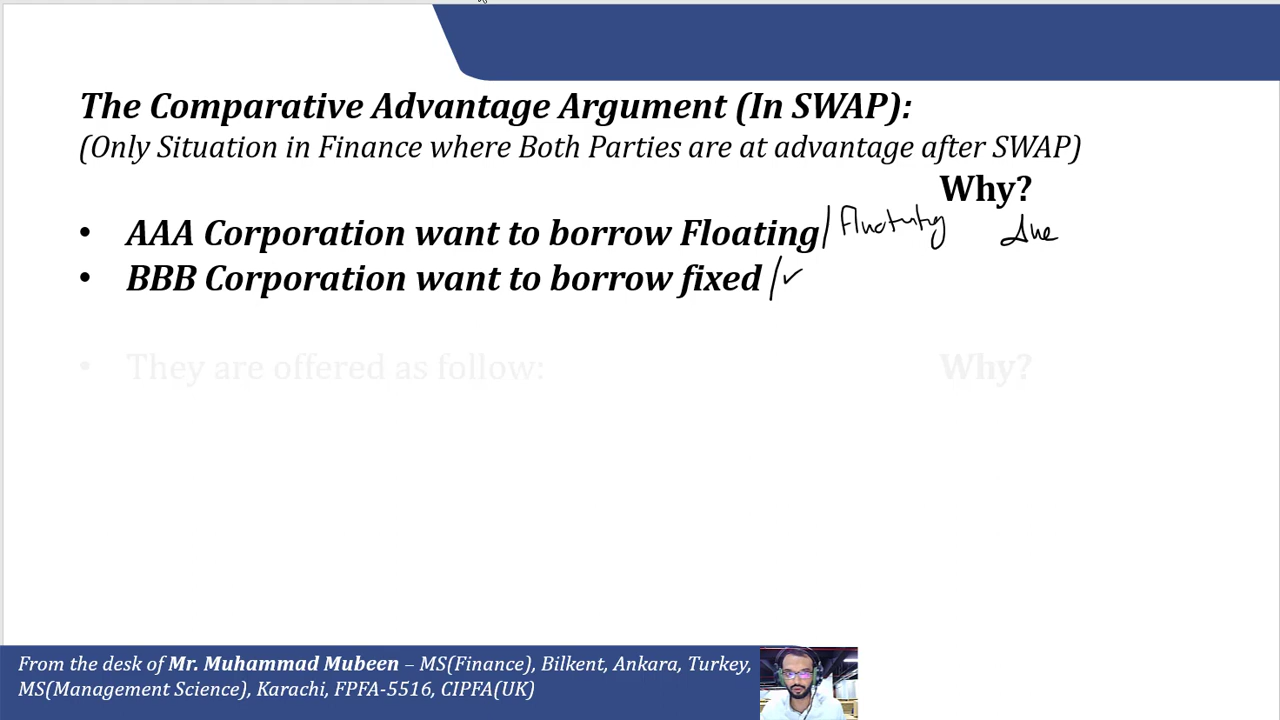 The Comparative Advantage Argument (In SWAP):
(Only Situation in Finance where Both Parties are at advantage after SWAP)
Why?
• AAA Corporation want to borrow Floating / Due
• BBB Corporation want to borrow fixed / ✓
• They are offered as follow: Why?
From the desk of Mr. Muhammad Mubeen – MS(Finance), Bilkent, Ankara, Turkey,
MS(Management Science), Karachi, FPFA-5516, CIPFA(UK)